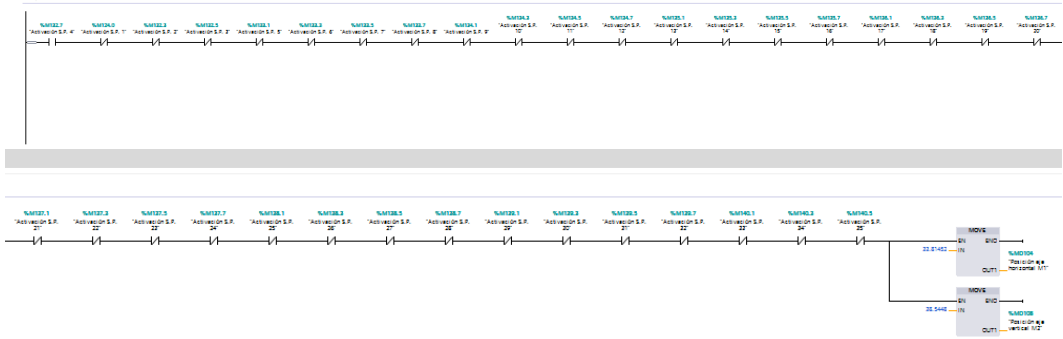 %M132.7 %M124.0 %M132.3 %M132.5 %M133.1 %M133.3 %M133.5 %M133.7 %M134.1 %M134.3 %M134.5 %M134.7 %M135.1 %M135.3 %M135.5 %M135.7 %M136.1 %M136.3 %M136.5 %M136.7
"Activación S.P. 4" "Activación S.P. 1" "Activación S.P. 2" "Activación S.P. 3" "Activación S.P. 5" "Activación S.P. 6" "Activación S.P. 7" "Activación S.P. 8" "Activación S.P. 9" "Activación S.P. "Activación S.P. "Activación S.P. "Activación S.P. "Activación S.P. "Activación S.P. "Activación S.P. "Activación S.P. "Activación S.P. "Activación S.P. "Activación S.P.
10" 11" 12" 13" 14" 15" 16" 17" 18" 19" 20"
%M137.1 %M137.3 %M137.5 %M137.7 %M138.1 %M138.3 %M138.5 %M138.7 %M139.1 %M139.3 %M139.5 %M139.7 %M140.1 %M140.3 %M140.5
"Activación S.P. "Activación S.P. "Activación S.P. "Activación S.P. "Activación S.P. "Activación S.P. "Activación S.P. "Activación S.P. "Activación S.P. "Activación S.P. "Activación S.P. "Activación S.P. "Activación S.P. "Activación S.P. "Activación S.P.
21" 22" 23" 24" 25" 26" 27" 28" 29" 30" 31" 32" 33" 34" 35"
MOVE
EN ENO
IN
%MD104
"Posición eje
OUT1 horizontal M1"
MOVE
EN ENO
28.5448 IN
%MD108
"Posición eje
OUT1 vertical M2"